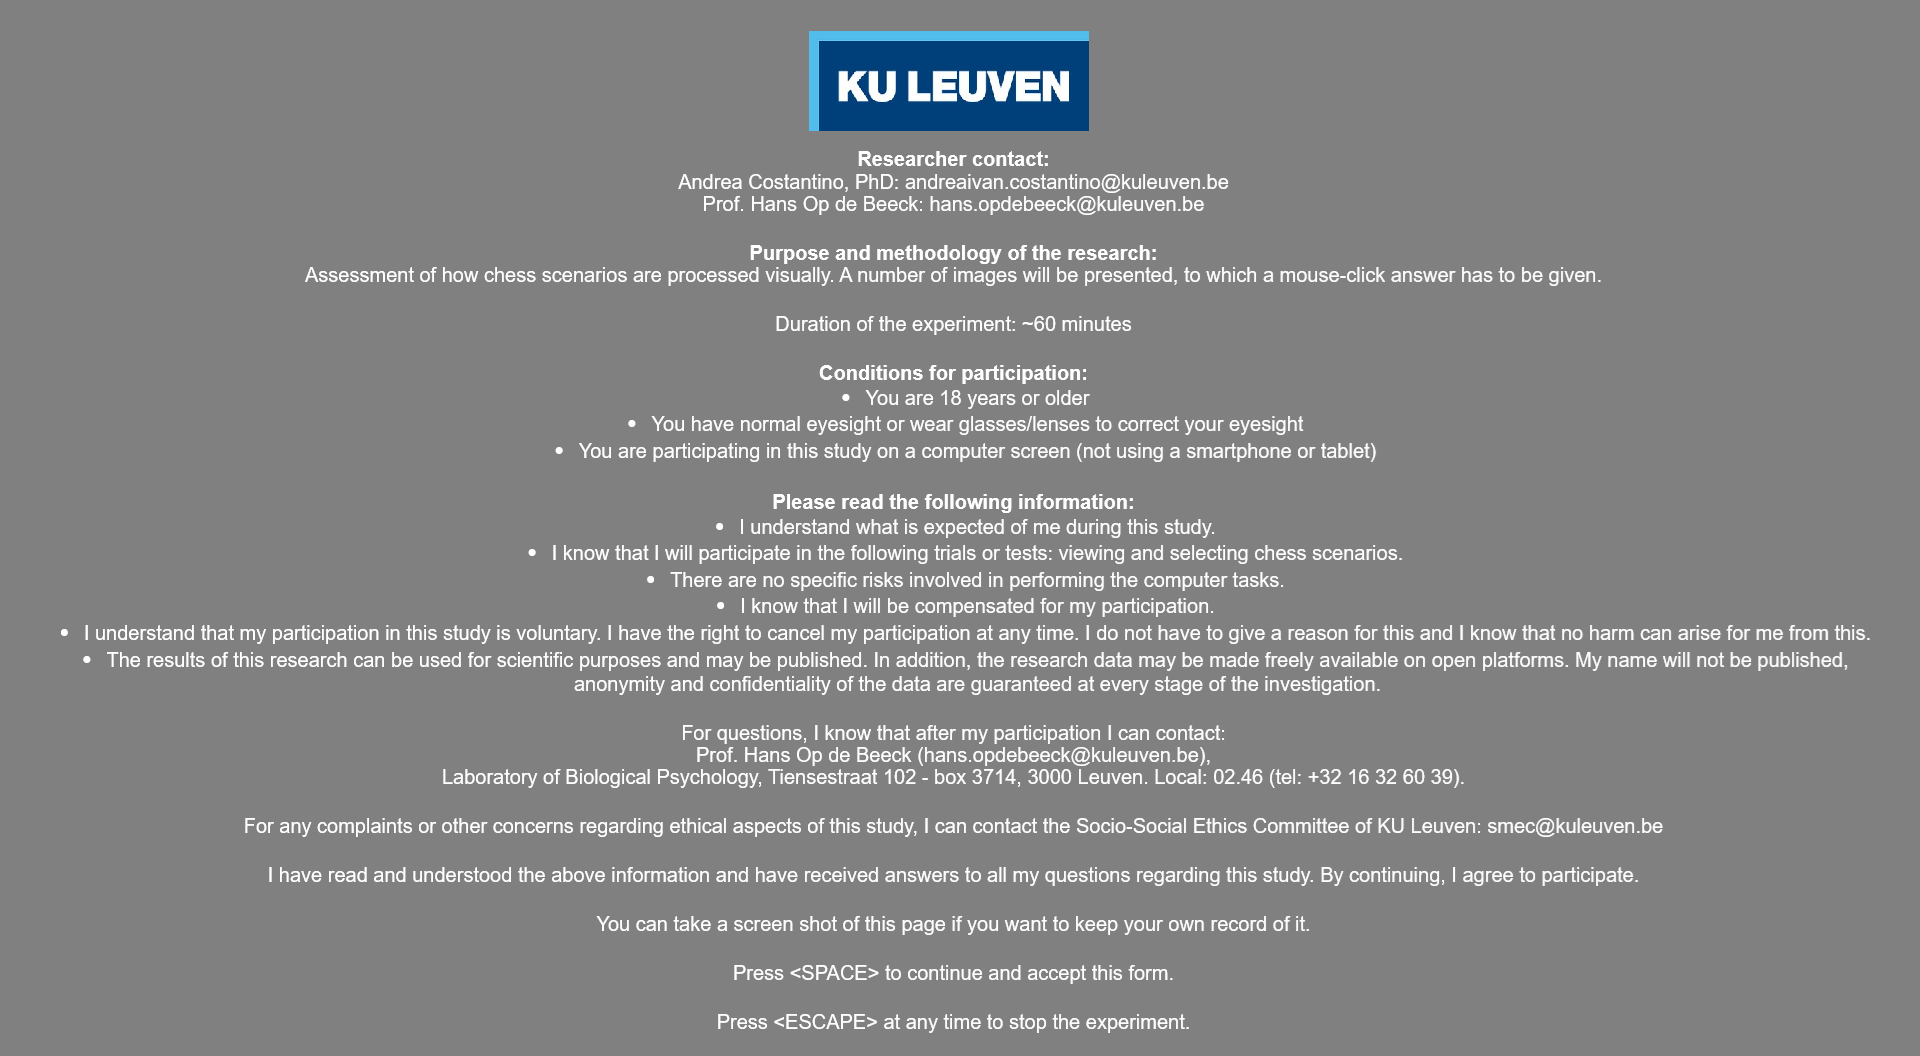 KU LEUVEN
Researcher contact:
Andrea Costantino, PhD: andreaivan.costantino@kuleuven.be
Prof. Hans Op de Beeck: hans.opdebeeck@kuleuven.be
Purpose and methodology of the research:
Assessment of how chess scenarios are processed visually. A number of images will be presented, to which a mouse-click answer has to be given.
Duration of the experiment: ~60 minutes
Conditions for participation:
• You are 18 years or older
• You have normal eyesight or wear glasses/lenses to correct your eyesight
• You are participating in this study on a computer screen (not using a smartphone or tablet)
Please read the following information:
• I understand what is expected of me during this study.
• I know that I will participate in the following trials or tests: viewing and selecting chess scenarios.
• There are no specific risks involved in performing the computer tasks.
• I know that I will be compensated for my participation.
• I understand that my participation in this study is voluntary. I have the right to cancel my participation at any time. I do not have to give a reason for this and I know that no harm can arise for me from this.
• The results of this research can be used for scientific purposes and may be published. In addition, the research data may be made freely available on open platforms. My name will not be published,
anonymity and confidentiality of the data are guaranteed at every stage of the investigation.
For questions, I know that after my participation I can contact:
Prof. Hans Op de Beeck (hans.opdebeeck@kuleuven.be),
Laboratory of Biological Psychology, Tiensestraat 102 - box 3714, 3000 Leuven. Local: 02.46 (tel: +32 16 32 60 39).
For any complaints or other concerns regarding ethical aspects of this study, I can contact the Socio-Social Ethics Committee of KU Leuven: smec@kuleuven.be
I have read and understood the above information and have received answers to all my questions regarding this study. By continuing, I agree to participate.
You can take a screen shot of this page if you want to keep your own record of it.
Press <SPACE> to continue and accept this form.
Press <ESCAPE> at any time to stop the experiment.